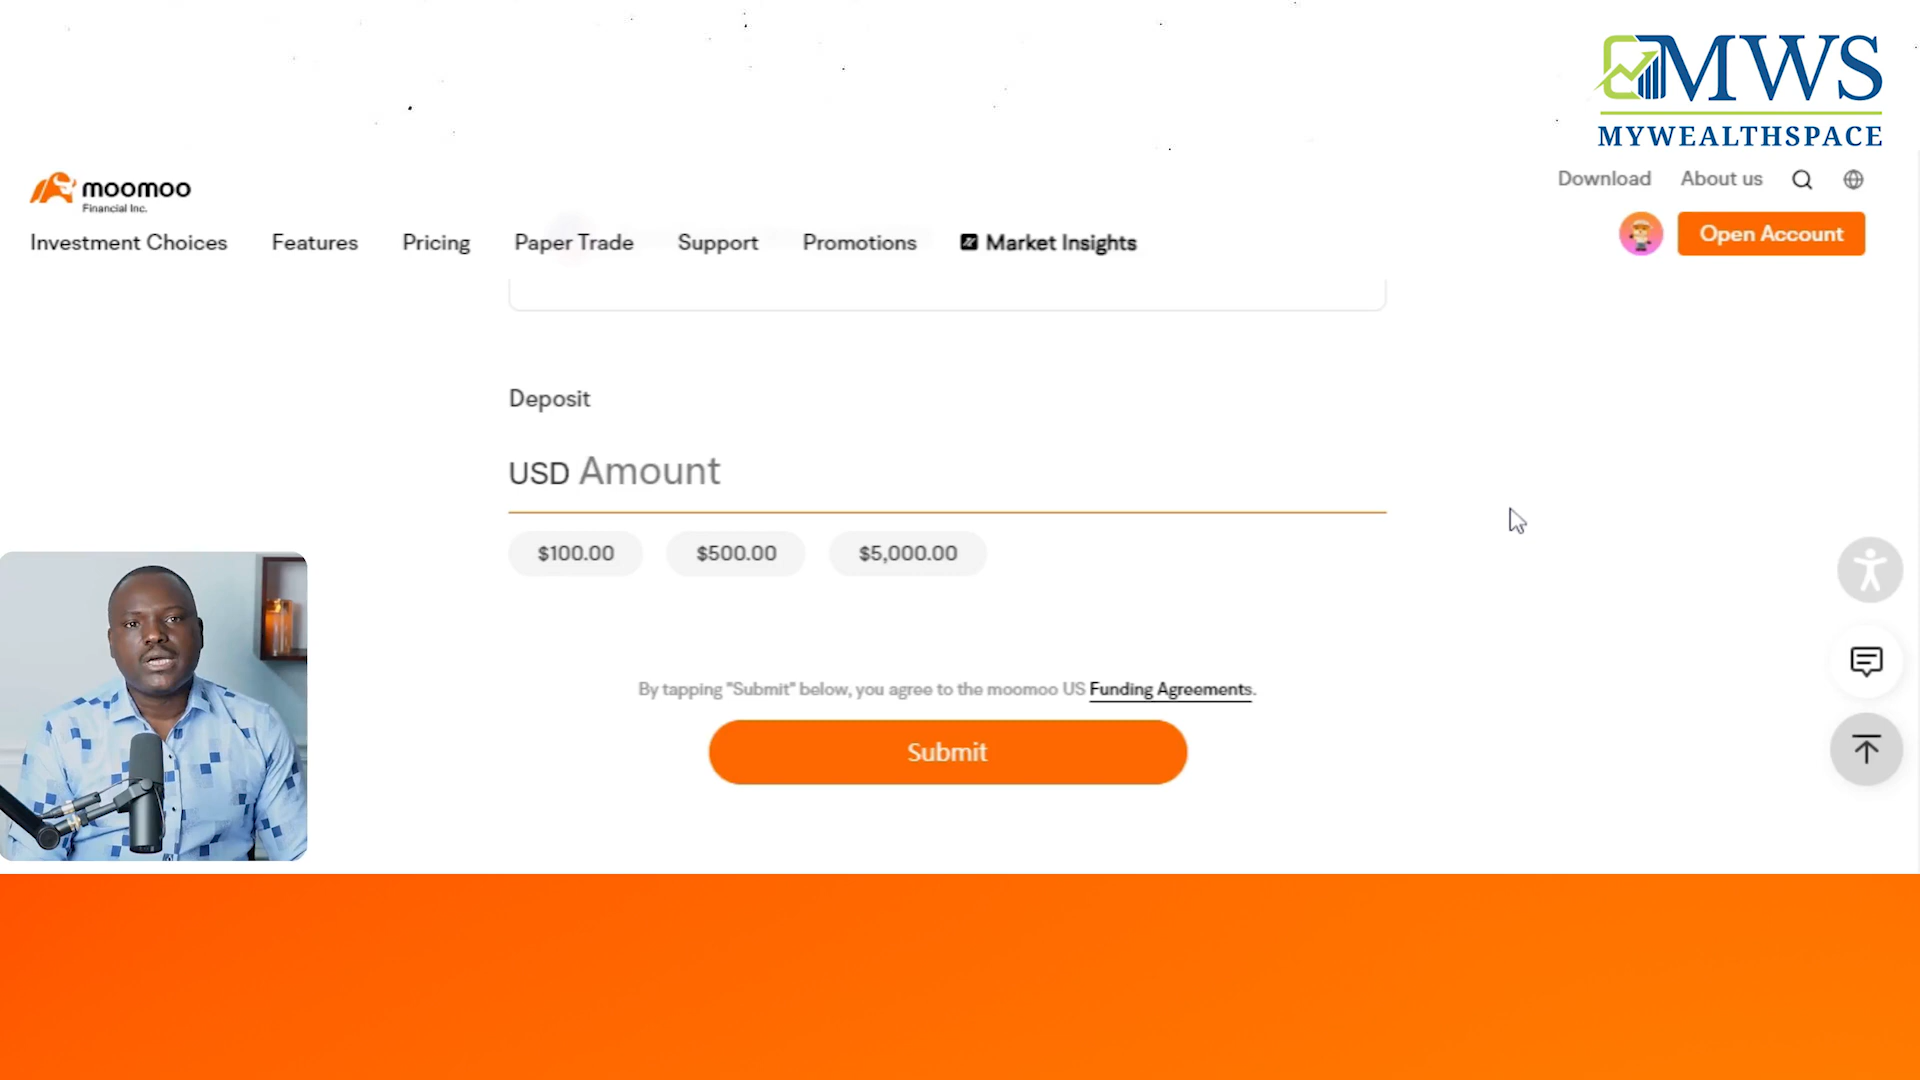 MWS
MYWEALTHSPACE
moomoo
Financial Inc.
Download About us
Investment Choices Features Pricing Paper Trade Support Promotions Market Insights
Open Account
Deposit
USD Amount
$100.00 $500.00 $5,000.00
By tapping "Submit" below, you agree to the moomoo US Funding Agreements.
Submit